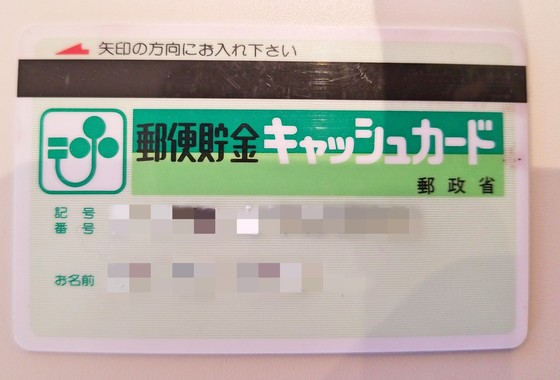 矢印の方向にお入れ下さい
郵便貯金キャッシュカード
郵政省
記号
番号
お名前